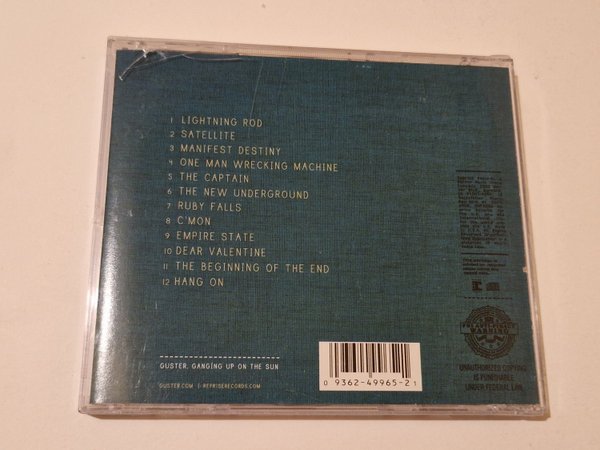 1 LIGHTNING ROD
2 SATELLITE
3 MANIFEST DESTINY
4 ONE MAN WRECKING MACHINE
5 THE CAPTAIN
6 THE NEW UNDERGROUND
7 RUBY FALLS
8 C'MON
9 EMPIRE STATE
10 DEAR VALENTINE
11 THE BEGINNING OF THE END
12 HANG ON
GUSTER, GANGING UP ON THE SUN
GUSTER.COM | REPRISERECORDS.COM
0 9362-49965-2
WARNING
UNAUTHORIZED COPYING
IS PUNISHABLE
UNDER FEDERAL LAW